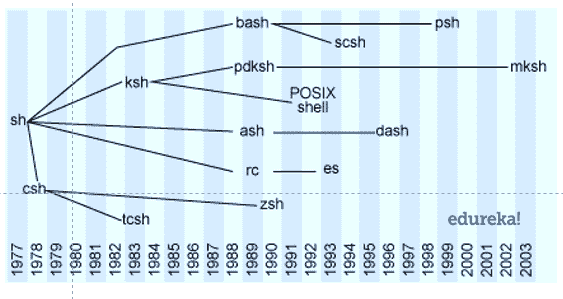 bash
psh
scsh
pdksh
mksh
ksh
POSIX
shell
sh
ash
dash
rc
es
csh
zsh
tcsh
edureka!
1977
1978
1979
1980
1981
1982
1983
1984
1985
1986
1987
1988
1989
1990
1991
1992
1993
1994
1995
1996
1997
1998
1999
2000
2001
2002
2003